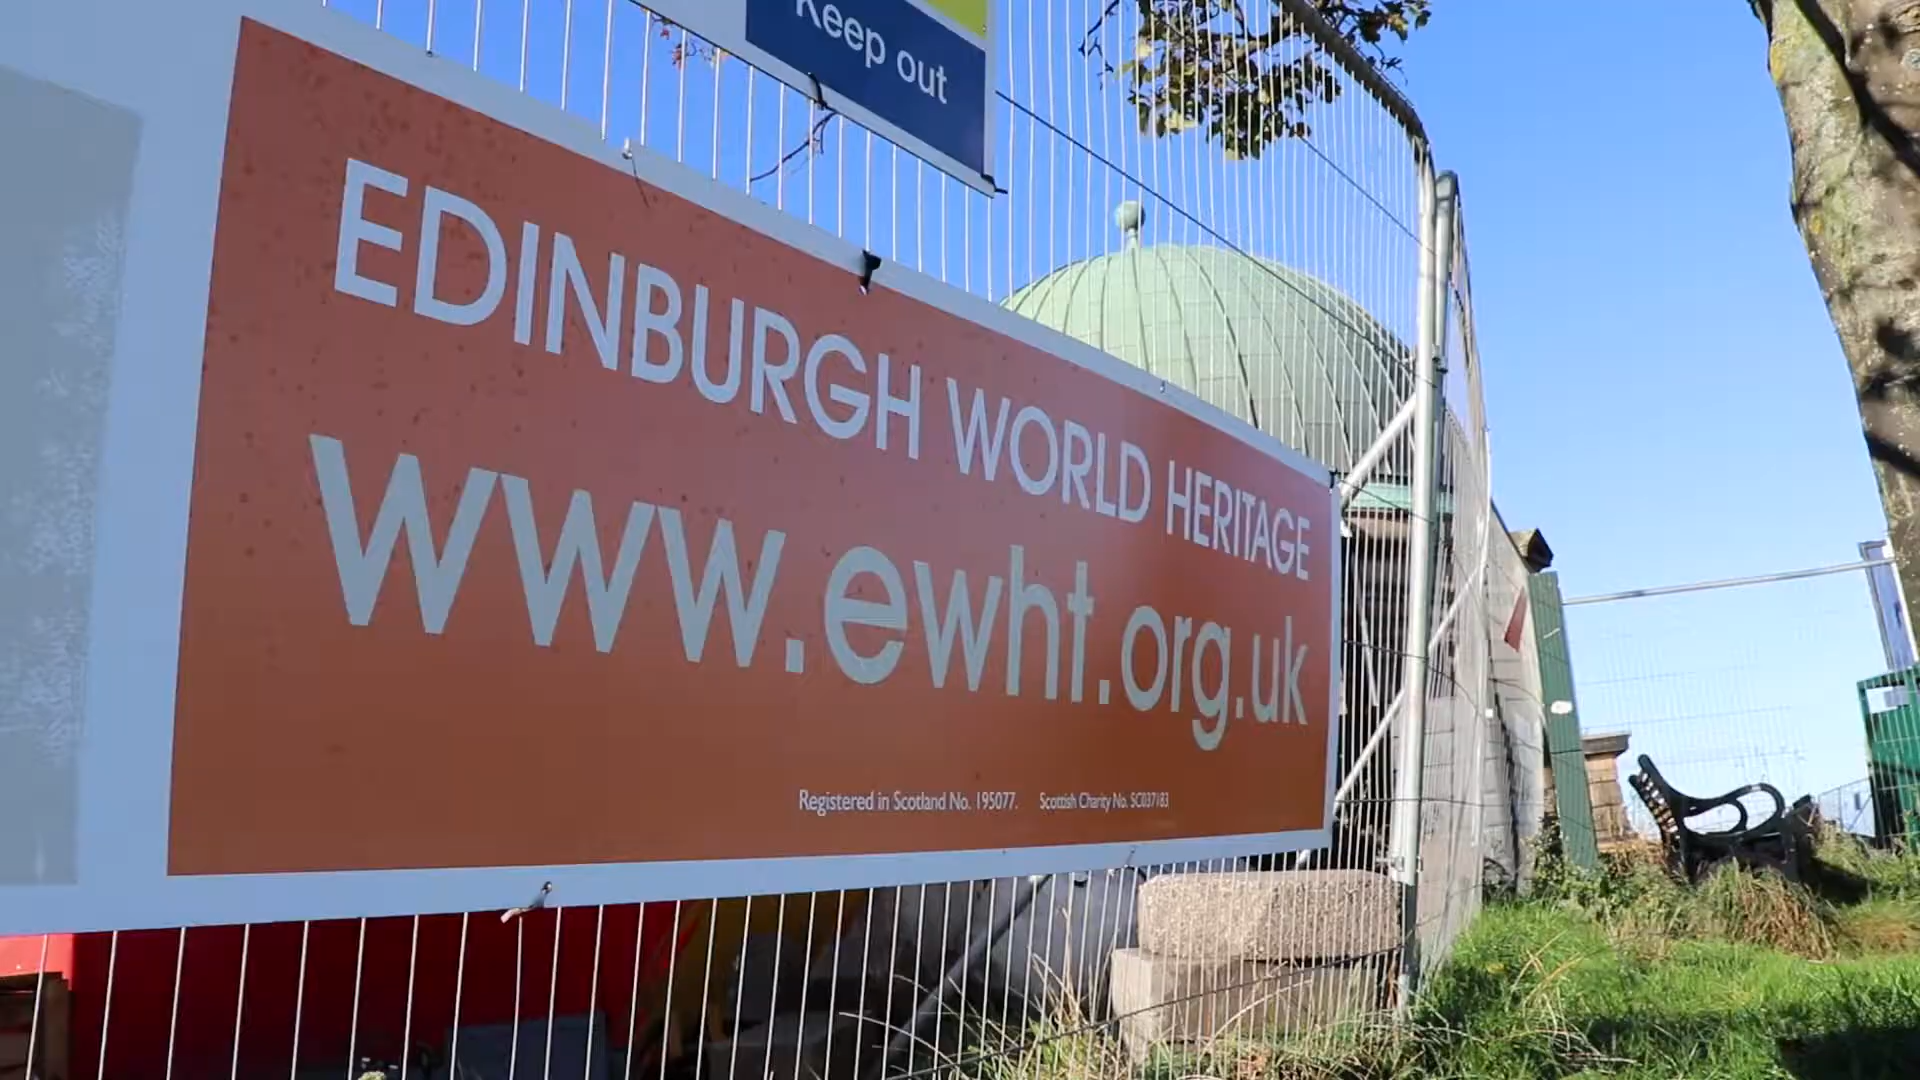 Keep out
EDINBURGH WORLD HERITAGE
www.ewht.org.uk
Registered in Scotland No. 195077. Scottish Charity No. SC037183